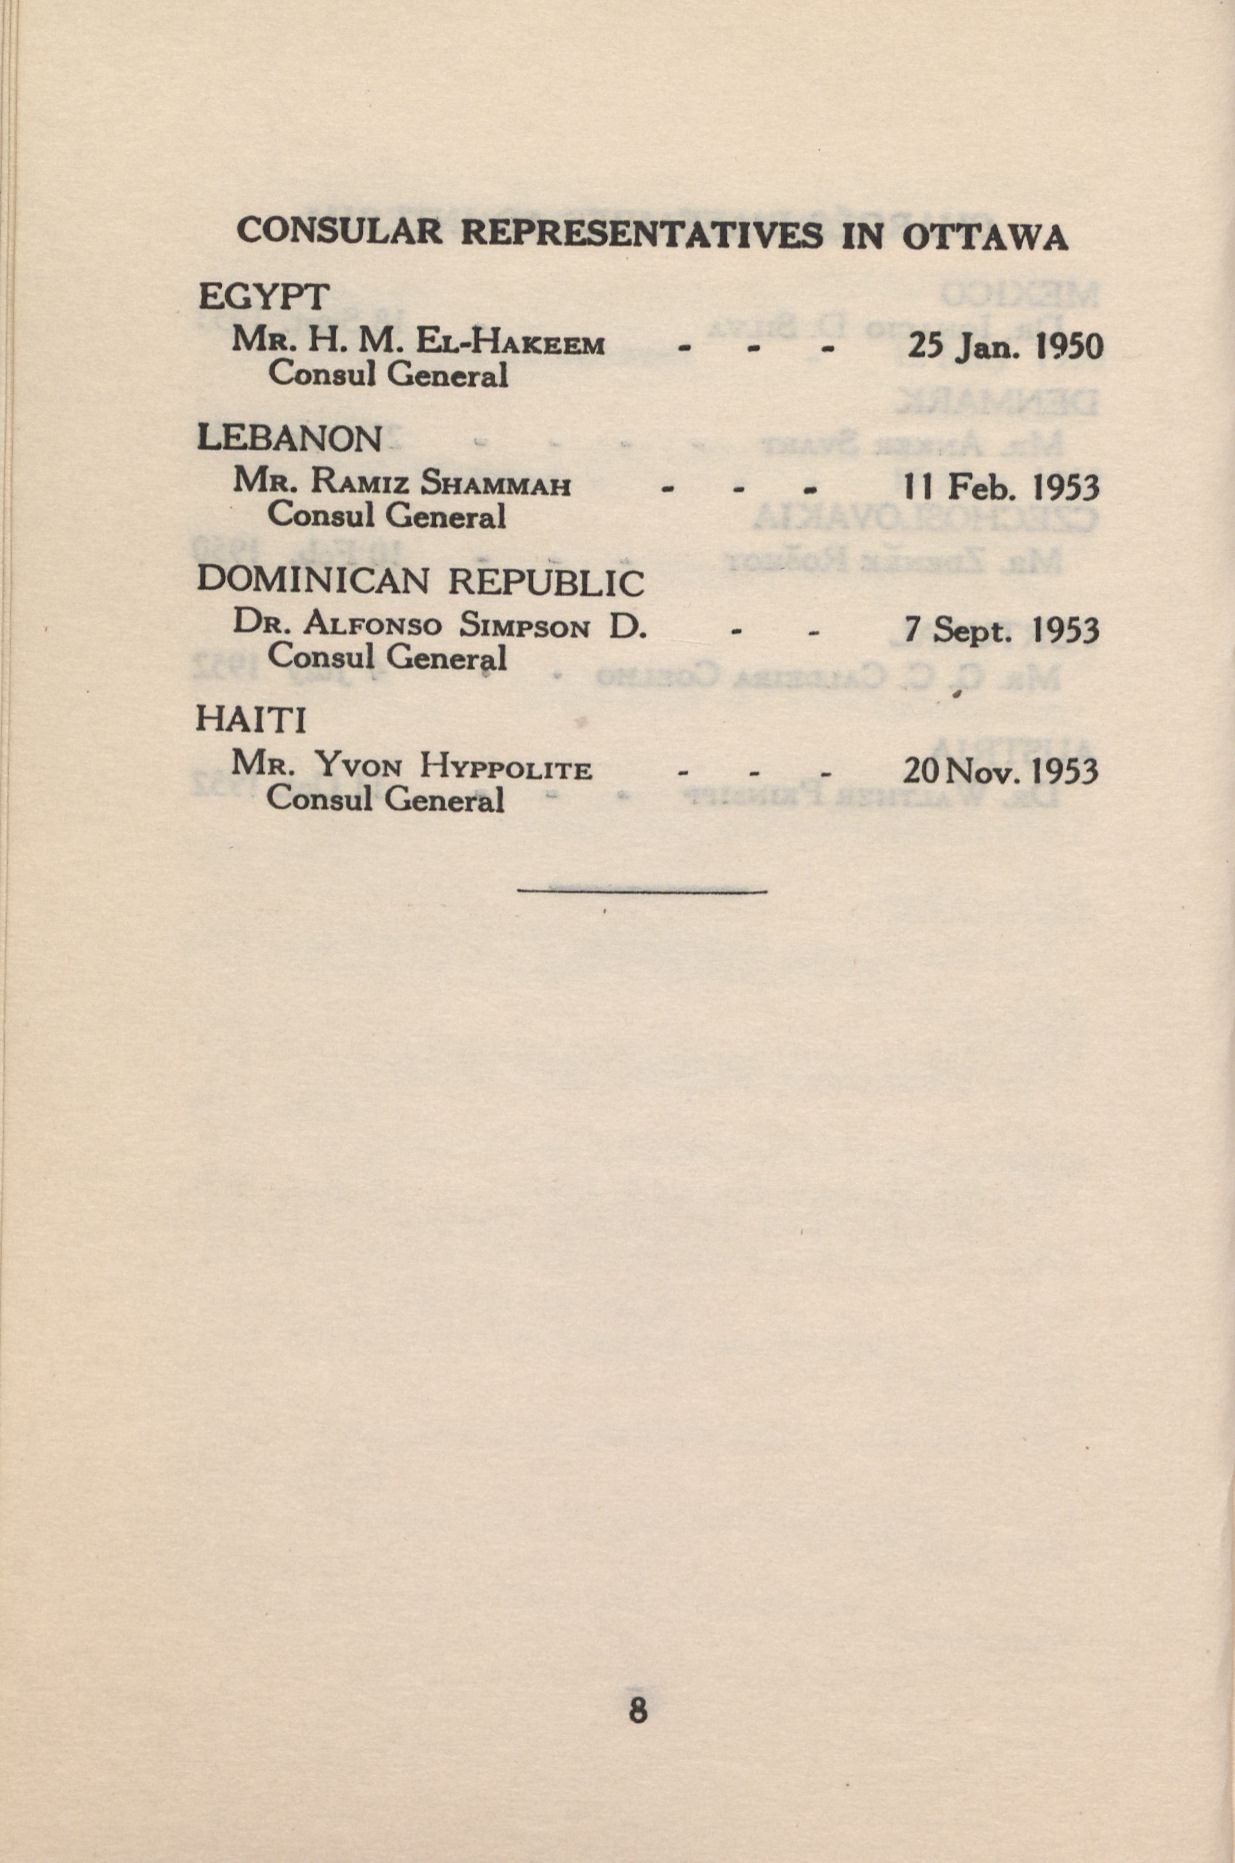 CONSULAR REPRESENTATIVES IN OTTAWA
EGYPT
MR. H. M. EL-HAKEEM - - - 25 Jan. 1950
Consul General
LEBANON
MR. RAMIZ SHAMMAH - - - 11 Feb. 1953
Consul General
DOMINICAN REPUBLIC
DR. ALFONSO SIMPSON D. - - 7 Sept. 1953
Consul General
HAITI
MR. YVON HYPPOLITE - - - 20 Nov. 1953
Consul General
8